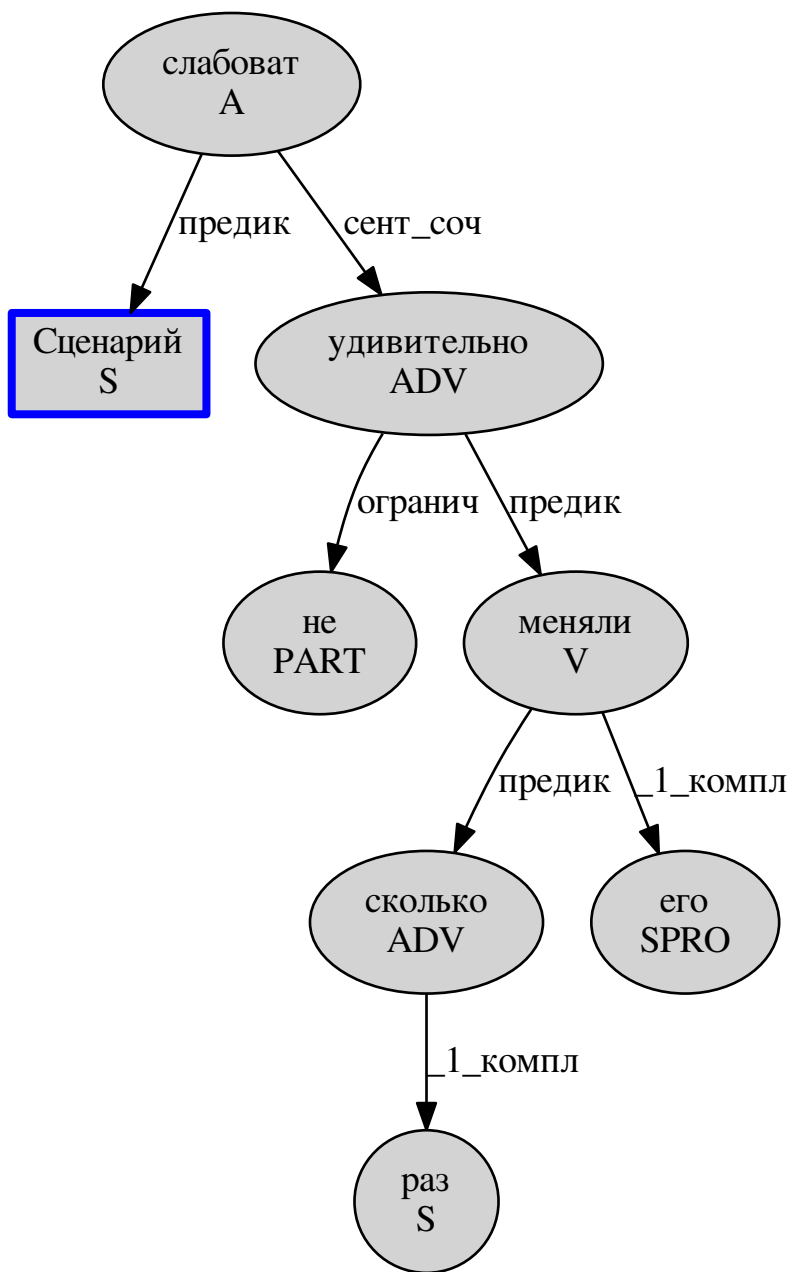 слабоват
A
предик
сент_соч
Сценарий
S
удивительно
ADV
огранич
предик
не
PART
меняли
V
предик
_1_компл
сколько
ADV
его
SPRO
_1_компл
раз
S